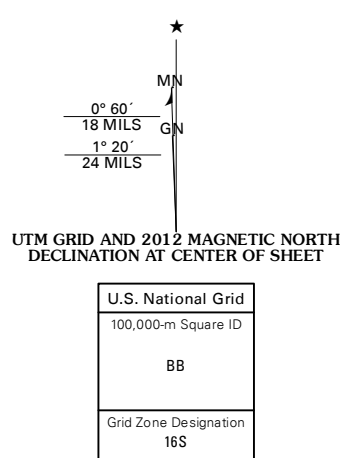 ★
MN
0° 60´
18 MILS
GN
1° 20´
24 MILS
UTM GRID AND 2012 MAGNETIC NORTH
DECLINATION AT CENTER OF SHEET
U.S. National Grid
100,000-m Square ID
BB
Grid Zone Designation
16S